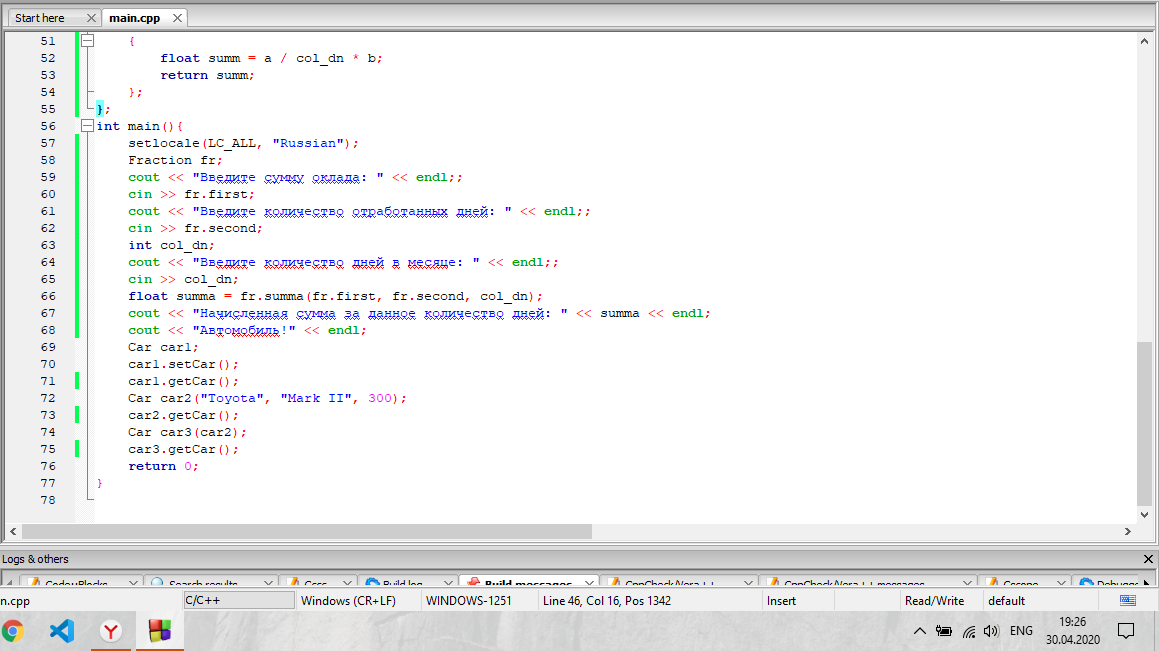 Start here main.cpp
51 {
52 float summ = a / col_dn * b;
53 return summ;
54 };
55 };
56 int main(){
57 setlocale(LC_ALL, "Russian");
58 Fraction fr;
59 cout << "Введите сумму оклада: " << endl;;
60 cin >> fr.first;
61 cout << "Введите количество отработанных дней: " << endl;;
62 cin >> fr.second;
63 int col_dn;
64 cout << "Введите количество дней в месяце: " << endl;;
65 cin >> col_dn;
66 float summa = fr.summa(fr.first, fr.second, col_dn);
67 cout << "Начисленная сумма за данное количество дней: " << summa << endl;
68 cout << "Автомобиль!" << endl;
69 Car car1;
70 car1.setCar();
71 car1.getCar();
72 Car car2("Toyota", "Mark II", 300);
73 car2.getCar();
74 Car car3(car2);
75 car3.getCar();
76 return 0;
77 }
78
Logs & others
Code::Blocks Search results Cccc Build log Build messages CppCheck/Vera++ CppCheck/Vera++ messages Cscope Debugger
n.cpp C/C++ Windows (CR+LF) WINDOWS-1251 Line 46, Col 16, Pos 1342 Insert Read/Write default
ENG 19:26
30.04.2020